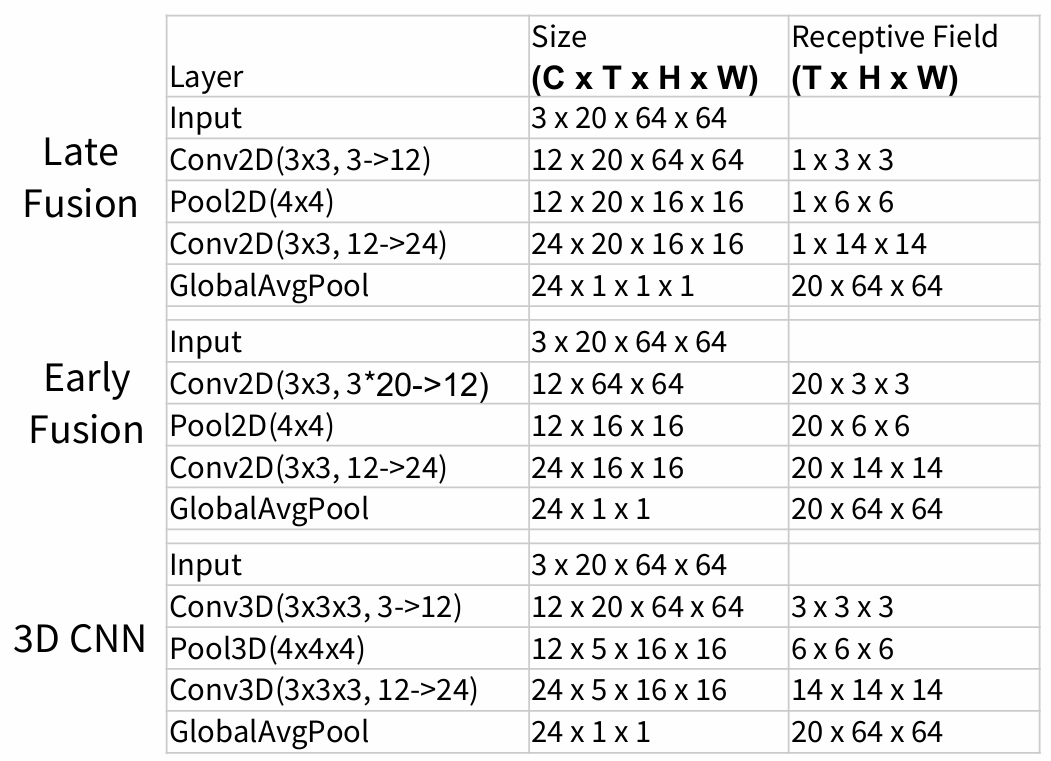 Layer Size (C x T x H x W) Receptive Field (T x H x W)
Late Fusion
Input 3 x 20 x 64 x 64
Conv2D(3x3, 3->12) 12 x 20 x 64 x 64 1 x 3 x 3
Pool2D(4x4) 12 x 20 x 16 x 16 1 x 6 x 6
Conv2D(3x3, 12->24) 24 x 20 x 16 x 16 1 x 14 x 14
GlobalAvgPool 24 x 1 x 1 x 1 20 x 64 x 64
Early Fusion
Input 3 x 20 x 64 x 64
Conv2D(3x3, 3*20->12) 12 x 64 x 64 20 x 3 x 3
Pool2D(4x4) 12 x 16 x 16 20 x 6 x 6
Conv2D(3x3, 12->24) 24 x 16 x 16 20 x 14 x 14
GlobalAvgPool 24 x 1 x 1 20 x 64 x 64
3D CNN
Input 3 x 20 x 64 x 64
Conv3D(3x3x3, 3->12) 12 x 20 x 64 x 64 3 x 3 x 3
Pool3D(4x4x4) 12 x 5 x 16 x 16 6 x 6 x 6
Conv3D(3x3x3, 12->24) 24 x 5 x 16 x 16 14 x 14 x 14
GlobalAvgPool 24 x 1 x 1 20 x 64 x 64